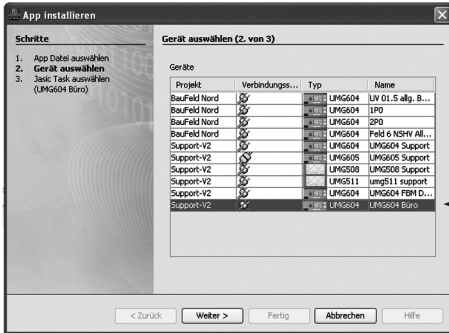 App installieren
Schritte
1. App Datei auswählen
2. Gerät auswählen
3. Jasic Task auswählen
(UMG604 Büro)
Gerät auswählen (2. von 3)
Geräte
Projekt Verbindungss... Typ Name
BauFeld Nord UMG604 UV 01.5 allg. B...
BauFeld Nord UMG604 1P0
BauFeld Nord UMG604 2P0
BauFeld Nord UMG604 Feld 6 NSHV All...
Support-V2 UMG604 UMG604 Support
Support-V2 UMG605 UMG605 Support
Support-V2 UMG508 UMG508 Support
Support-V2 UMG511 umg511 support
Support-V2 UMG604 UMG604 FBM D...
Support-V2 UMG604 UMG604 Büro
< Zurück Weiter > Fertig Abbrechen Hilfe